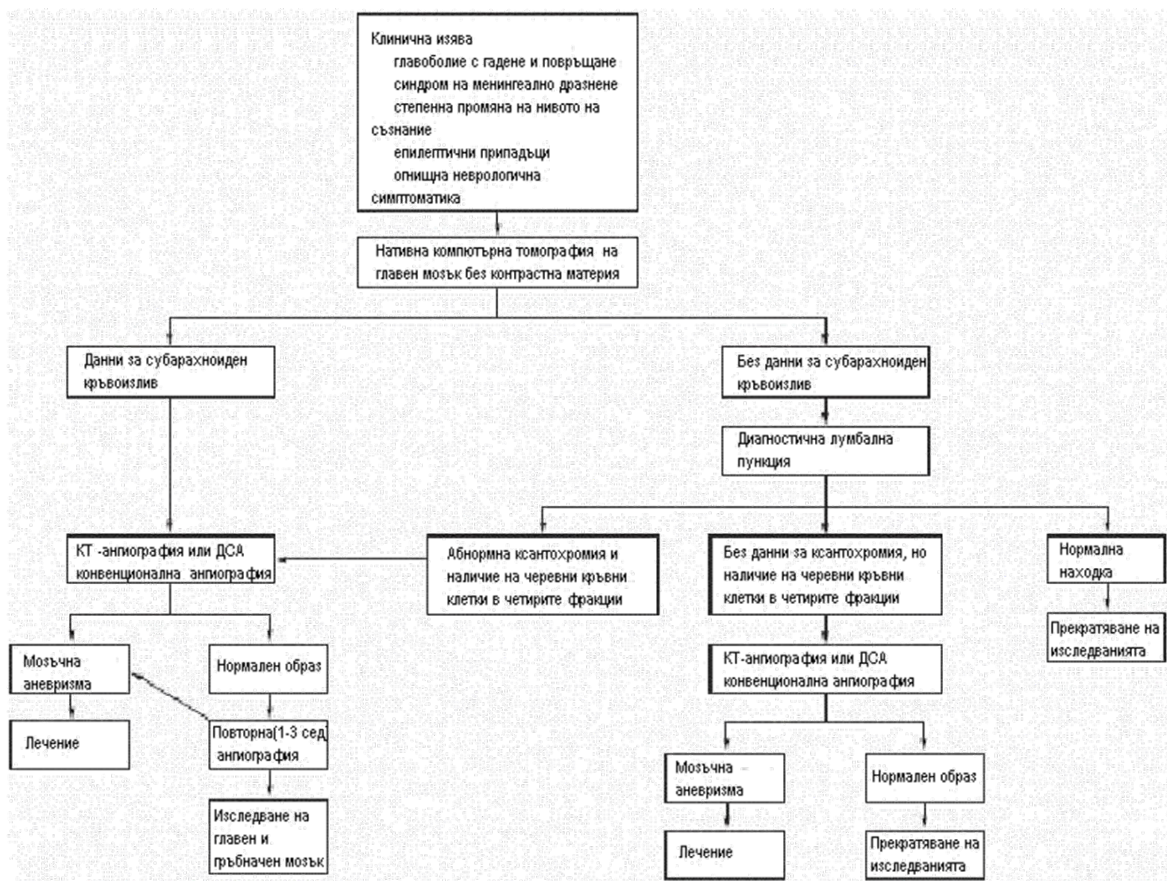 Клинична изява
главоболие с гадене и повръщане
синдром на менингеално дразнене
степенна промяна на нивото на
съзнание
епилептични припадъци
огнищна неврологична
симптоматика
Нативна компютърна томография на
главен мозък без контрастна материя
Данни за субарахноиден
кръвоизлив
Без данни за субарахноиден
кръвоизлив
Диагностична лумбална
пункция
КТ -ангиография или ДСА
конвенционална ангиография
Абнормна ксантохромия и
наличие на червени кръвни
клетки в четирите фракции
Без данни за ксантохромия, но
наличие на червени кръвни
клетки в четирите фракции
Нормална
находка
Прекратяване на
изследванията
Мозъчна
аневризма
Нормален образ
КТ-ангиография или ДСА
конвенционална ангиография
Лечение
Повторна(1-3 сед)
ангиография
Мозъчна –
аневризма
Нормален образ
Изследване на
главен и
гръбначен мозък
Лечение
Прекратяване на
изследванията